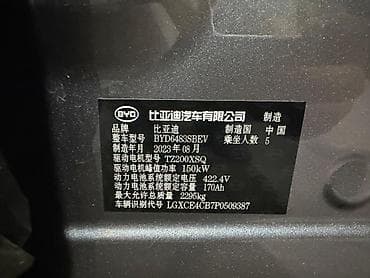 BYD 比亚迪汽车有限公司 制造
品牌 比亚迪 制造国 中国
整车型号 BYD6483SBEV 乘坐人数 5
制造年月 2023年08月
驱动电机型号 TZ200XSQ
驱动电机峰值功率 150kW
动力电池系统额定电压 422.4V
动力电池系统额定容量 170Ah
最大允许总质量 2295kg
车辆识别代号 LGXCE4CB7P0509387